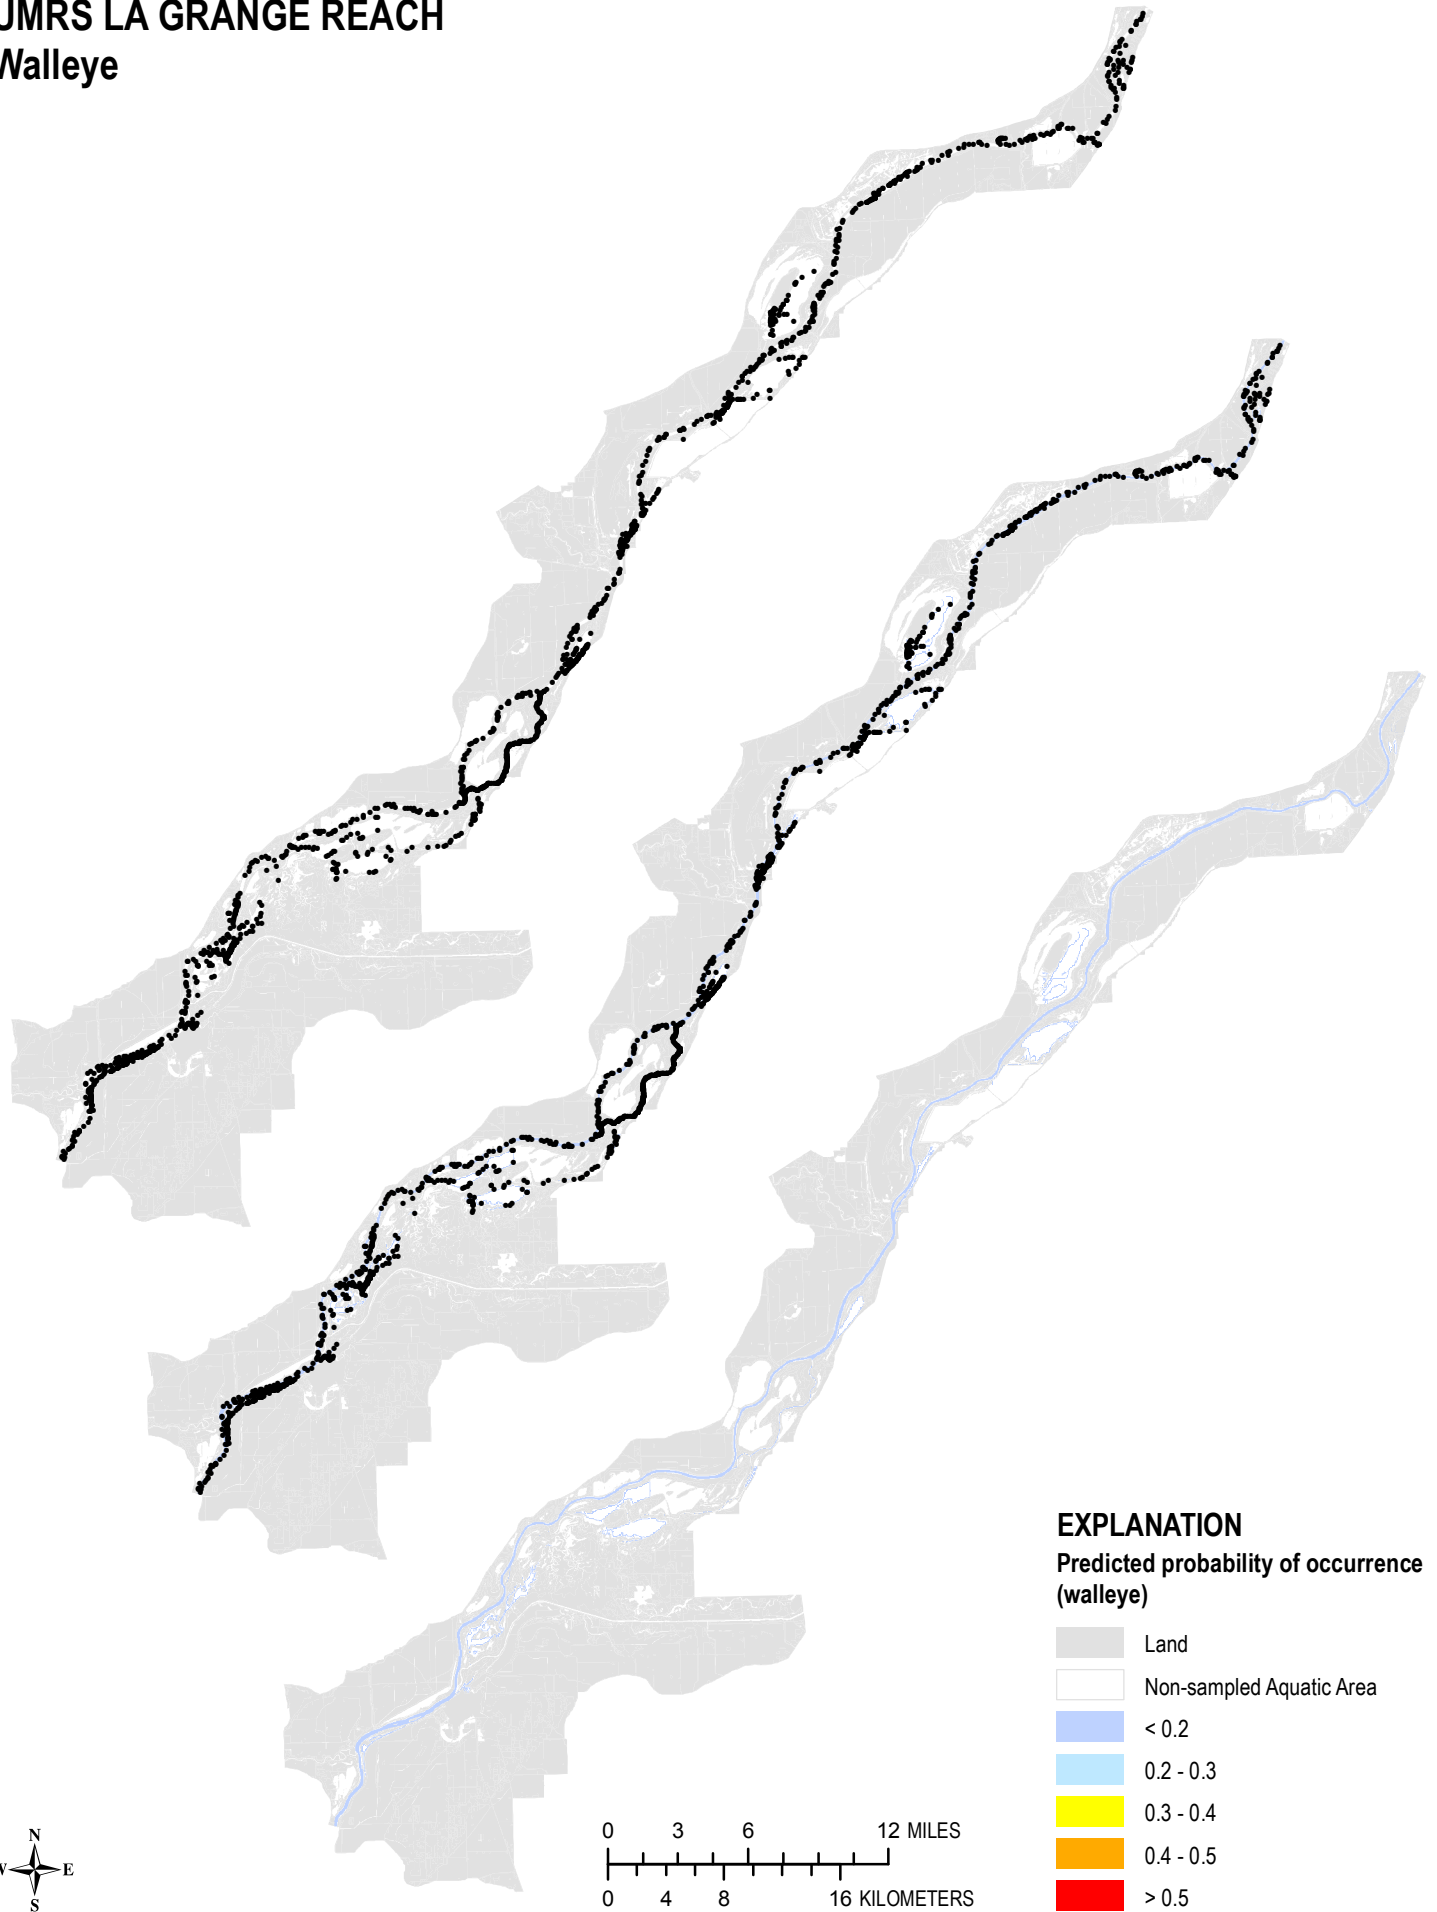 UMRS LA GRANGE REACH
Walleye
EXPLANATION
Predicted probability of occurrence
(walleye)
Land
Non-sampled Aquatic Area
< 0.2
0.2 - 0.3
0.3 - 0.4
0.4 - 0.5
> 0.5
N
W E
S
0 3 6 12 MILES
0 4 8 16 KILOMETERS